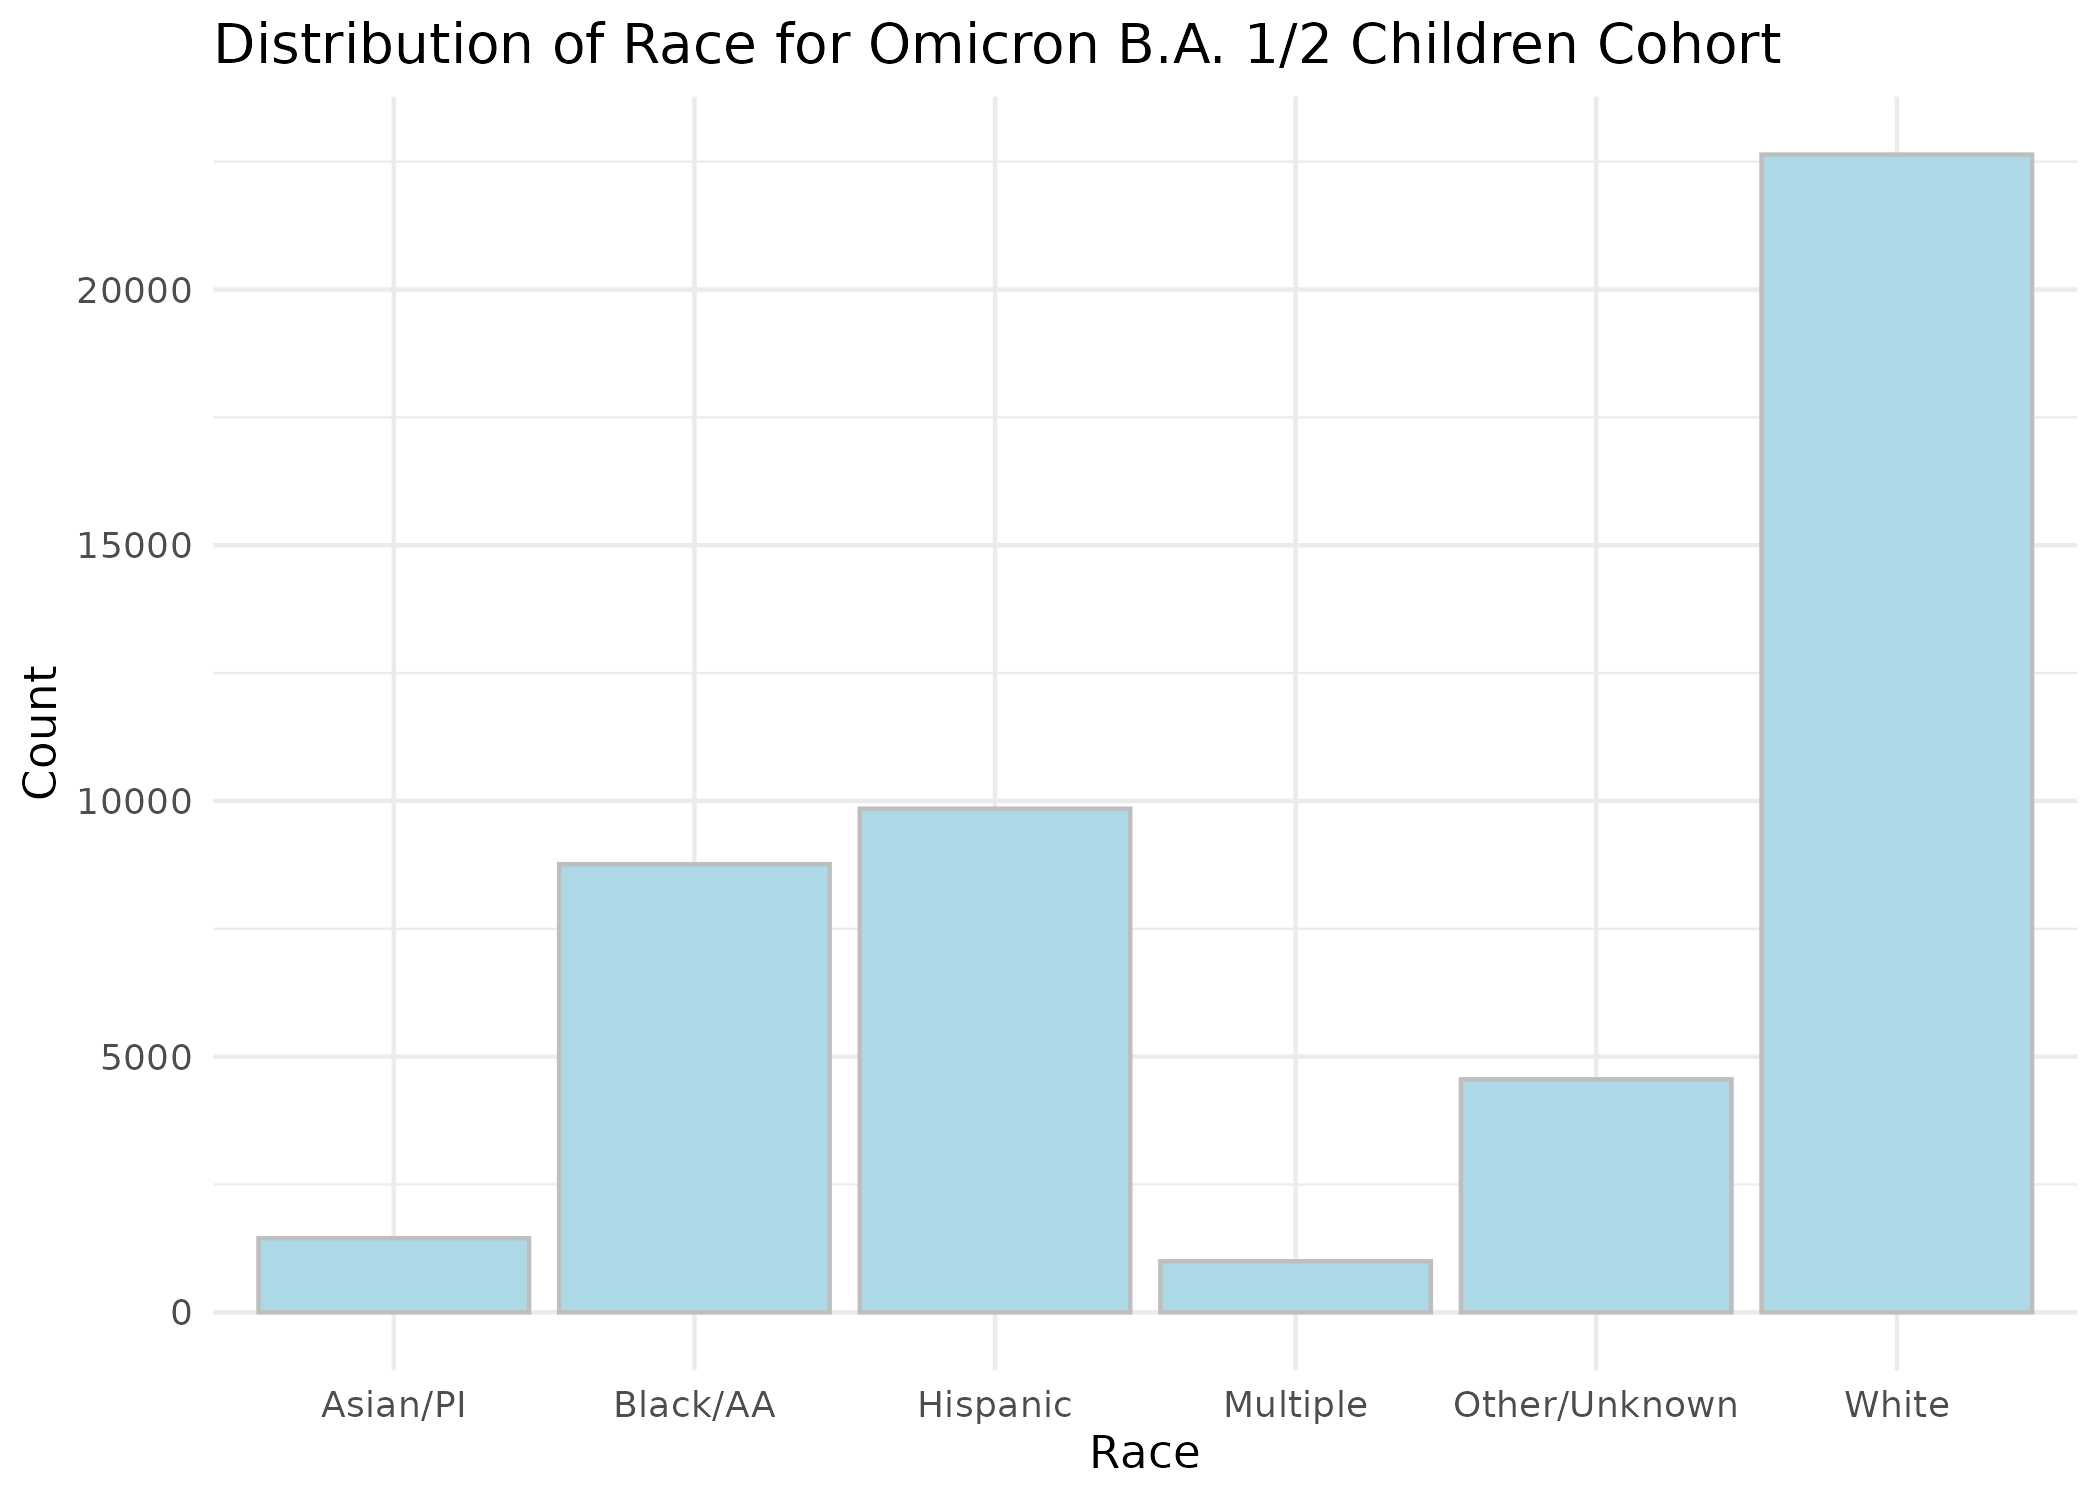 Distribution of Race for Omicron B.A. 1/2 Children Cohort
Count
20000
15000
10000
5000
0
Asian/PI Black/AA Hispanic Multiple Other/Unknown White
Race